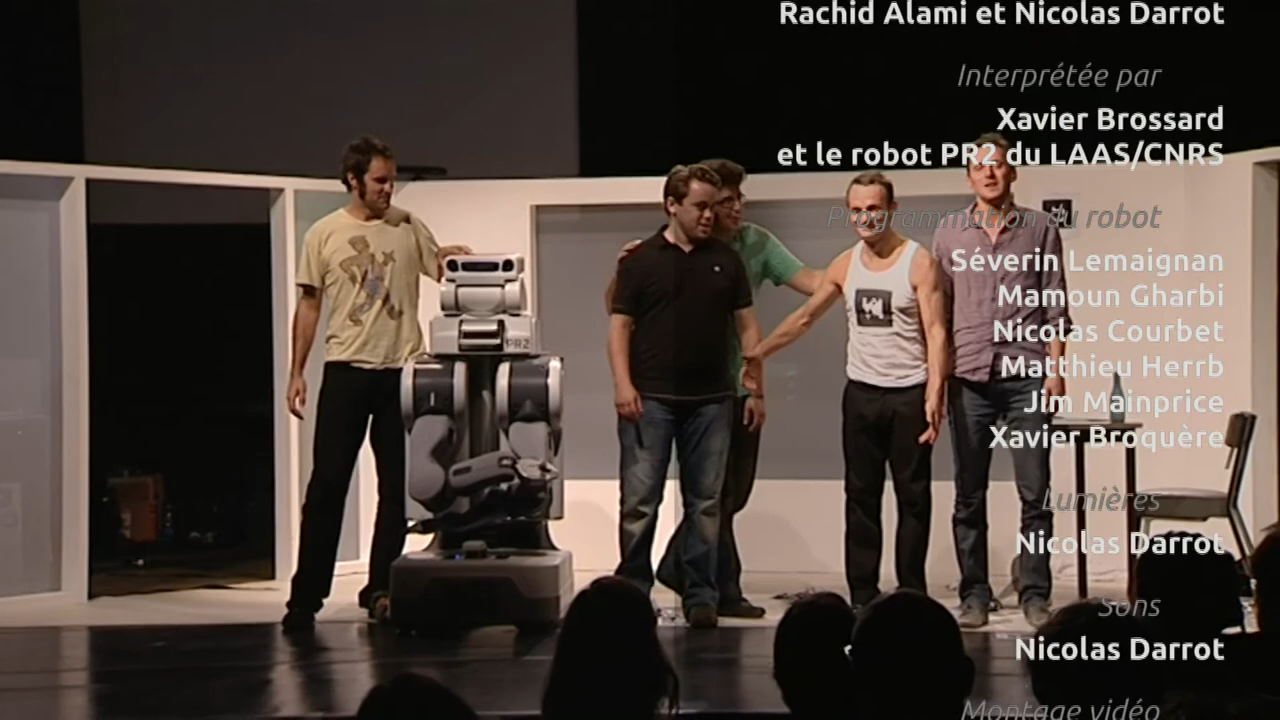 Rachid Alami et Nicolas Darrot
Interprétée par
Xavier Brossard
et le robot PR2 du LAAS/CNRS
Programmation du robot
Séverin Lemaignan
Mamoun Gharbi
Nicolas Courbet
Matthieu Herrb
Jim Mainprice
Xavier Broquère
Lumières
Nicolas Darrot
Sons
Nicolas Darrot
Montage vidéo
PR2